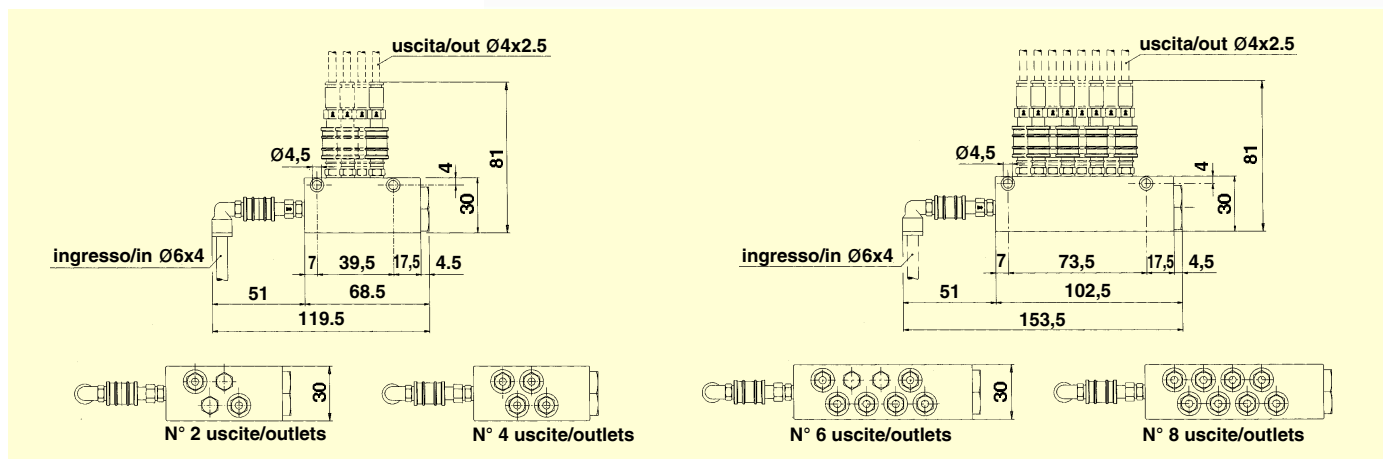 uscita/out Ø4x2.5
Ø4,5
4
81
30
ingresso/in Ø6x4
7
39,5
17,5
4.5
51
68.5
119.5
uscita/out Ø4x2.5
Ø4,5
4
81
30
ingresso/in Ø6x4
7
73,5
17,5
4,5
51
102,5
153,5
30
N° 2 uscite/outlets
N° 4 uscite/outlets
30
N° 6 uscite/outlets
N° 8 uscite/outlets